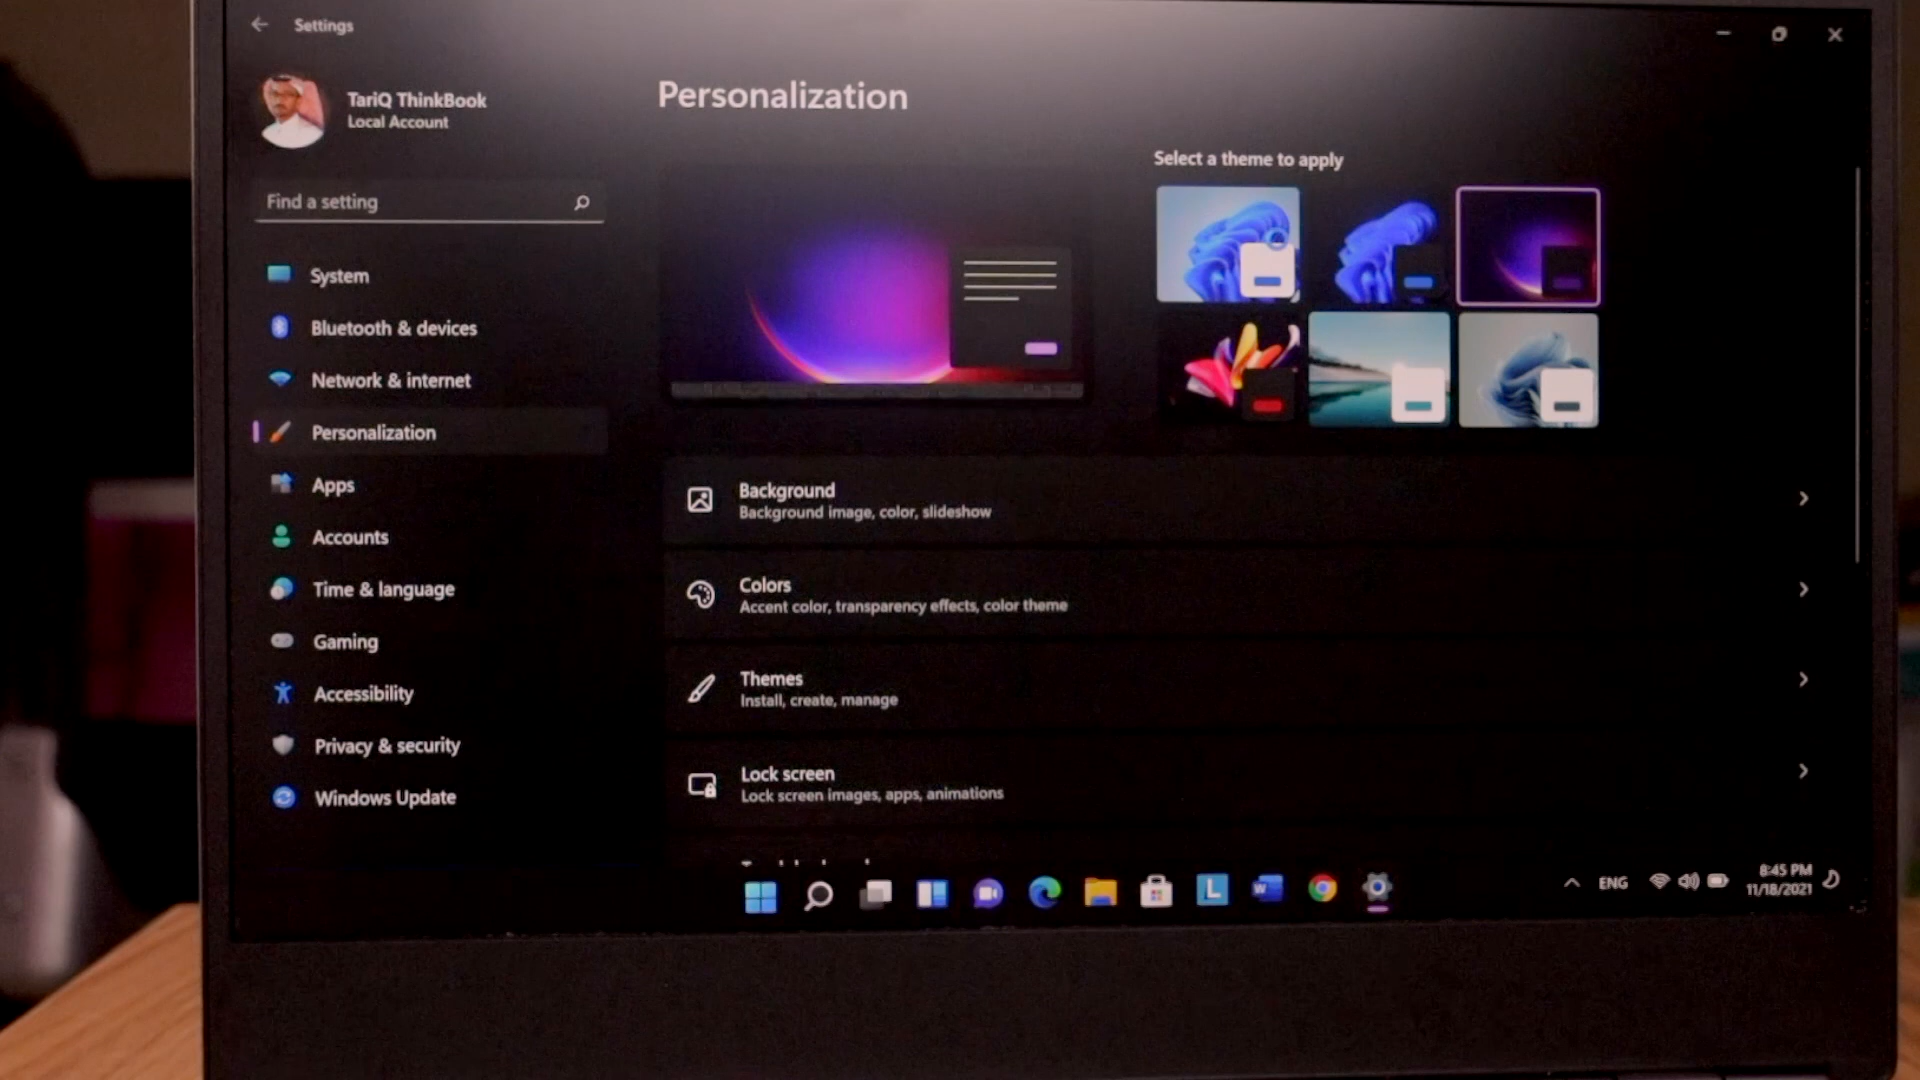 Settings
TariQ ThinkBook
Local Account
Find a setting
System
Bluetooth & devices
Network & internet
Personalization
Apps
Accounts
Time & language
Gaming
Accessibility
Privacy & security
Windows Update
Personalization
Select a theme to apply
Background
Background image, color, slideshow
Colors
Accent color, transparency effects, color theme
Themes
Install, create, manage
Lock screen
Lock screen images, apps, animations
L
W
ENG
8:45 PM
11/18/2021